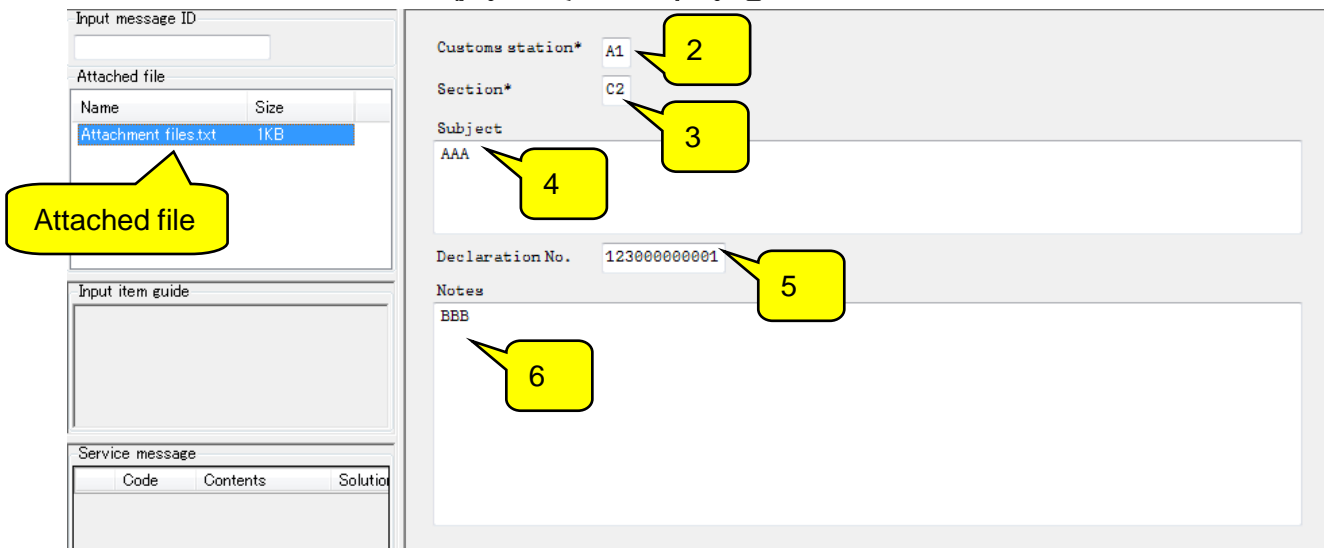 Input message ID
Attached file
Name Size
Attachment files.txt 1KB
Attached file
Input item guide
Service message
Code Contents Solution
Customs station* A1
2
Section* C2
3
Subject
AAA
4
Declaration No. 123000000001
5
Notes
BBB
6